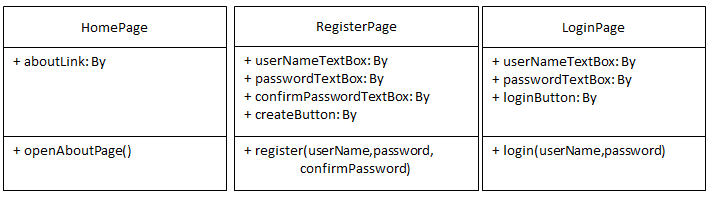 HomePage
+ aboutLink: By
+ openAboutPage()
RegisterPage
+ userNameTextBox: By
+ passwordTextBox: By
+ confirmPasswordTextBox: By
+ createButton: By
+ register(userName,password,
confirmPassword)
LoginPage
+ userNameTextBox: By
+ passwordTextBox: By
+ loginButton: By
+ login(userName,password)